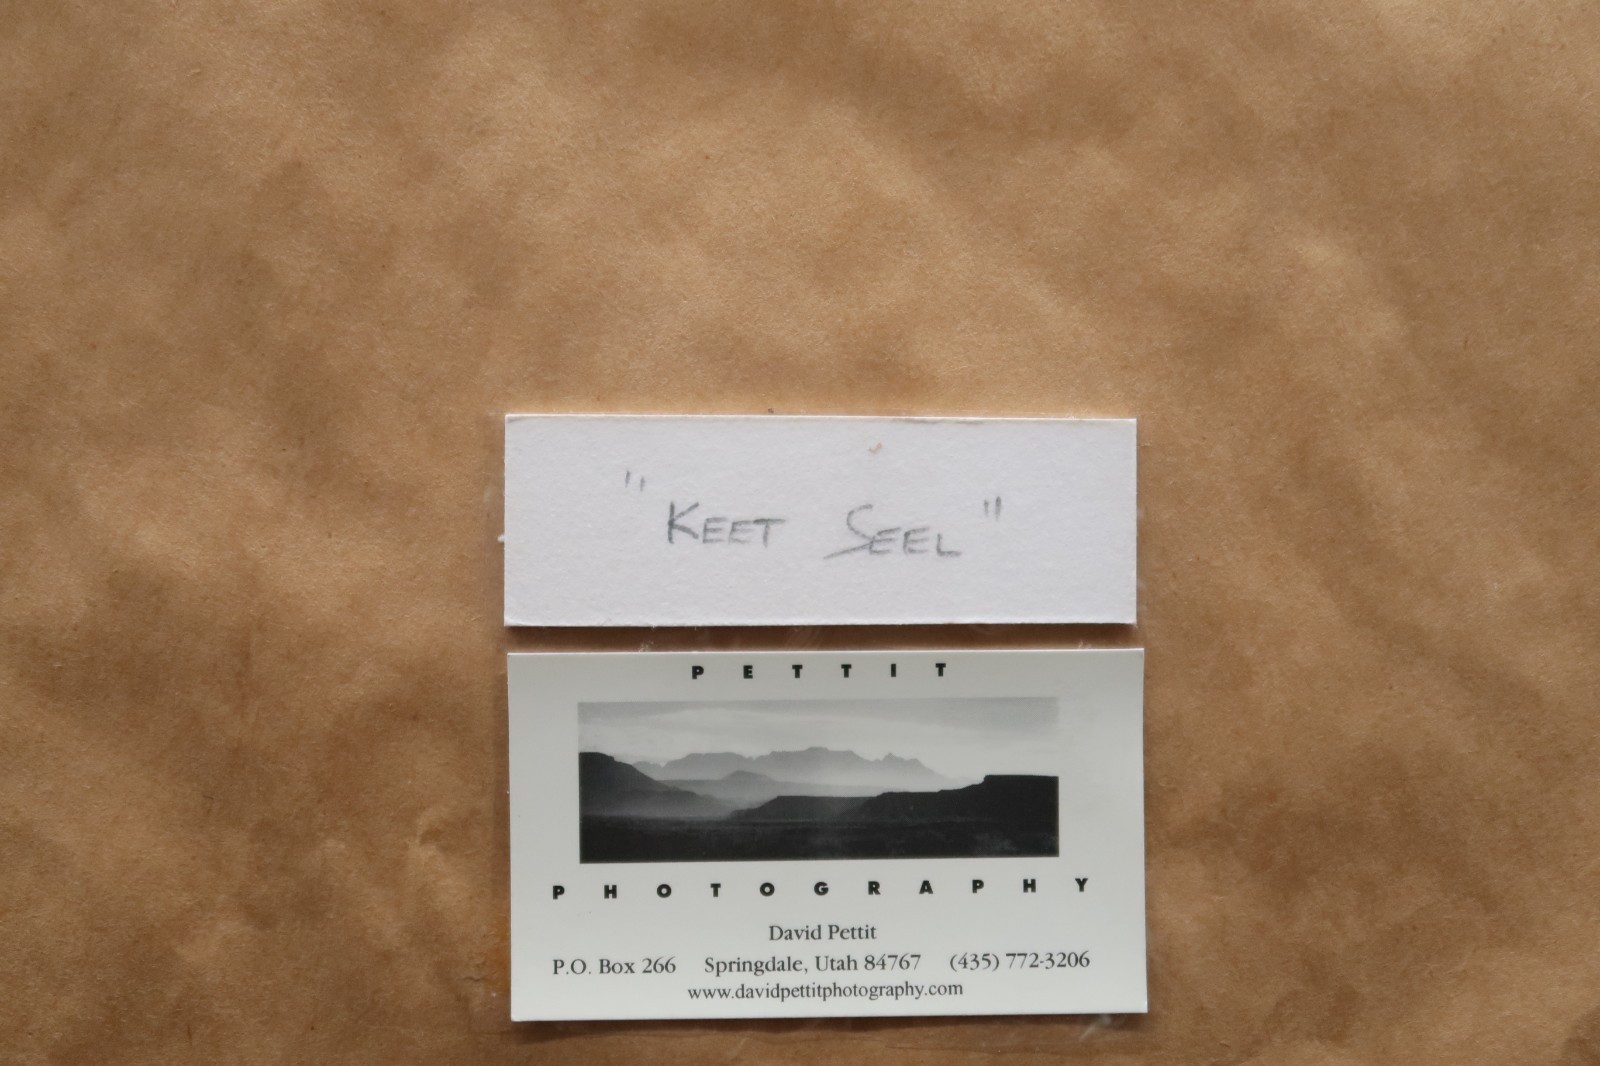 "KEET SEEL"
PETTIT
PHOTOGRAPHY
David Pettit
P.O. Box 266 Springdale, Utah 84767 (435) 772-3206
www.davidpettitphotography.com